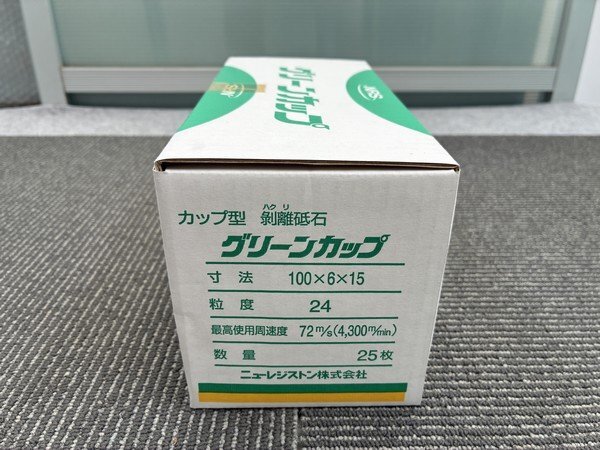 グリーンカップ
カップ型 剝離砥石
ハク リ
グリーンカップ
寸法 100×6×15
粒度 24
最高使用周速度 72m/s(4,300m/min)
数量 25枚
ニューレジストン株式会社